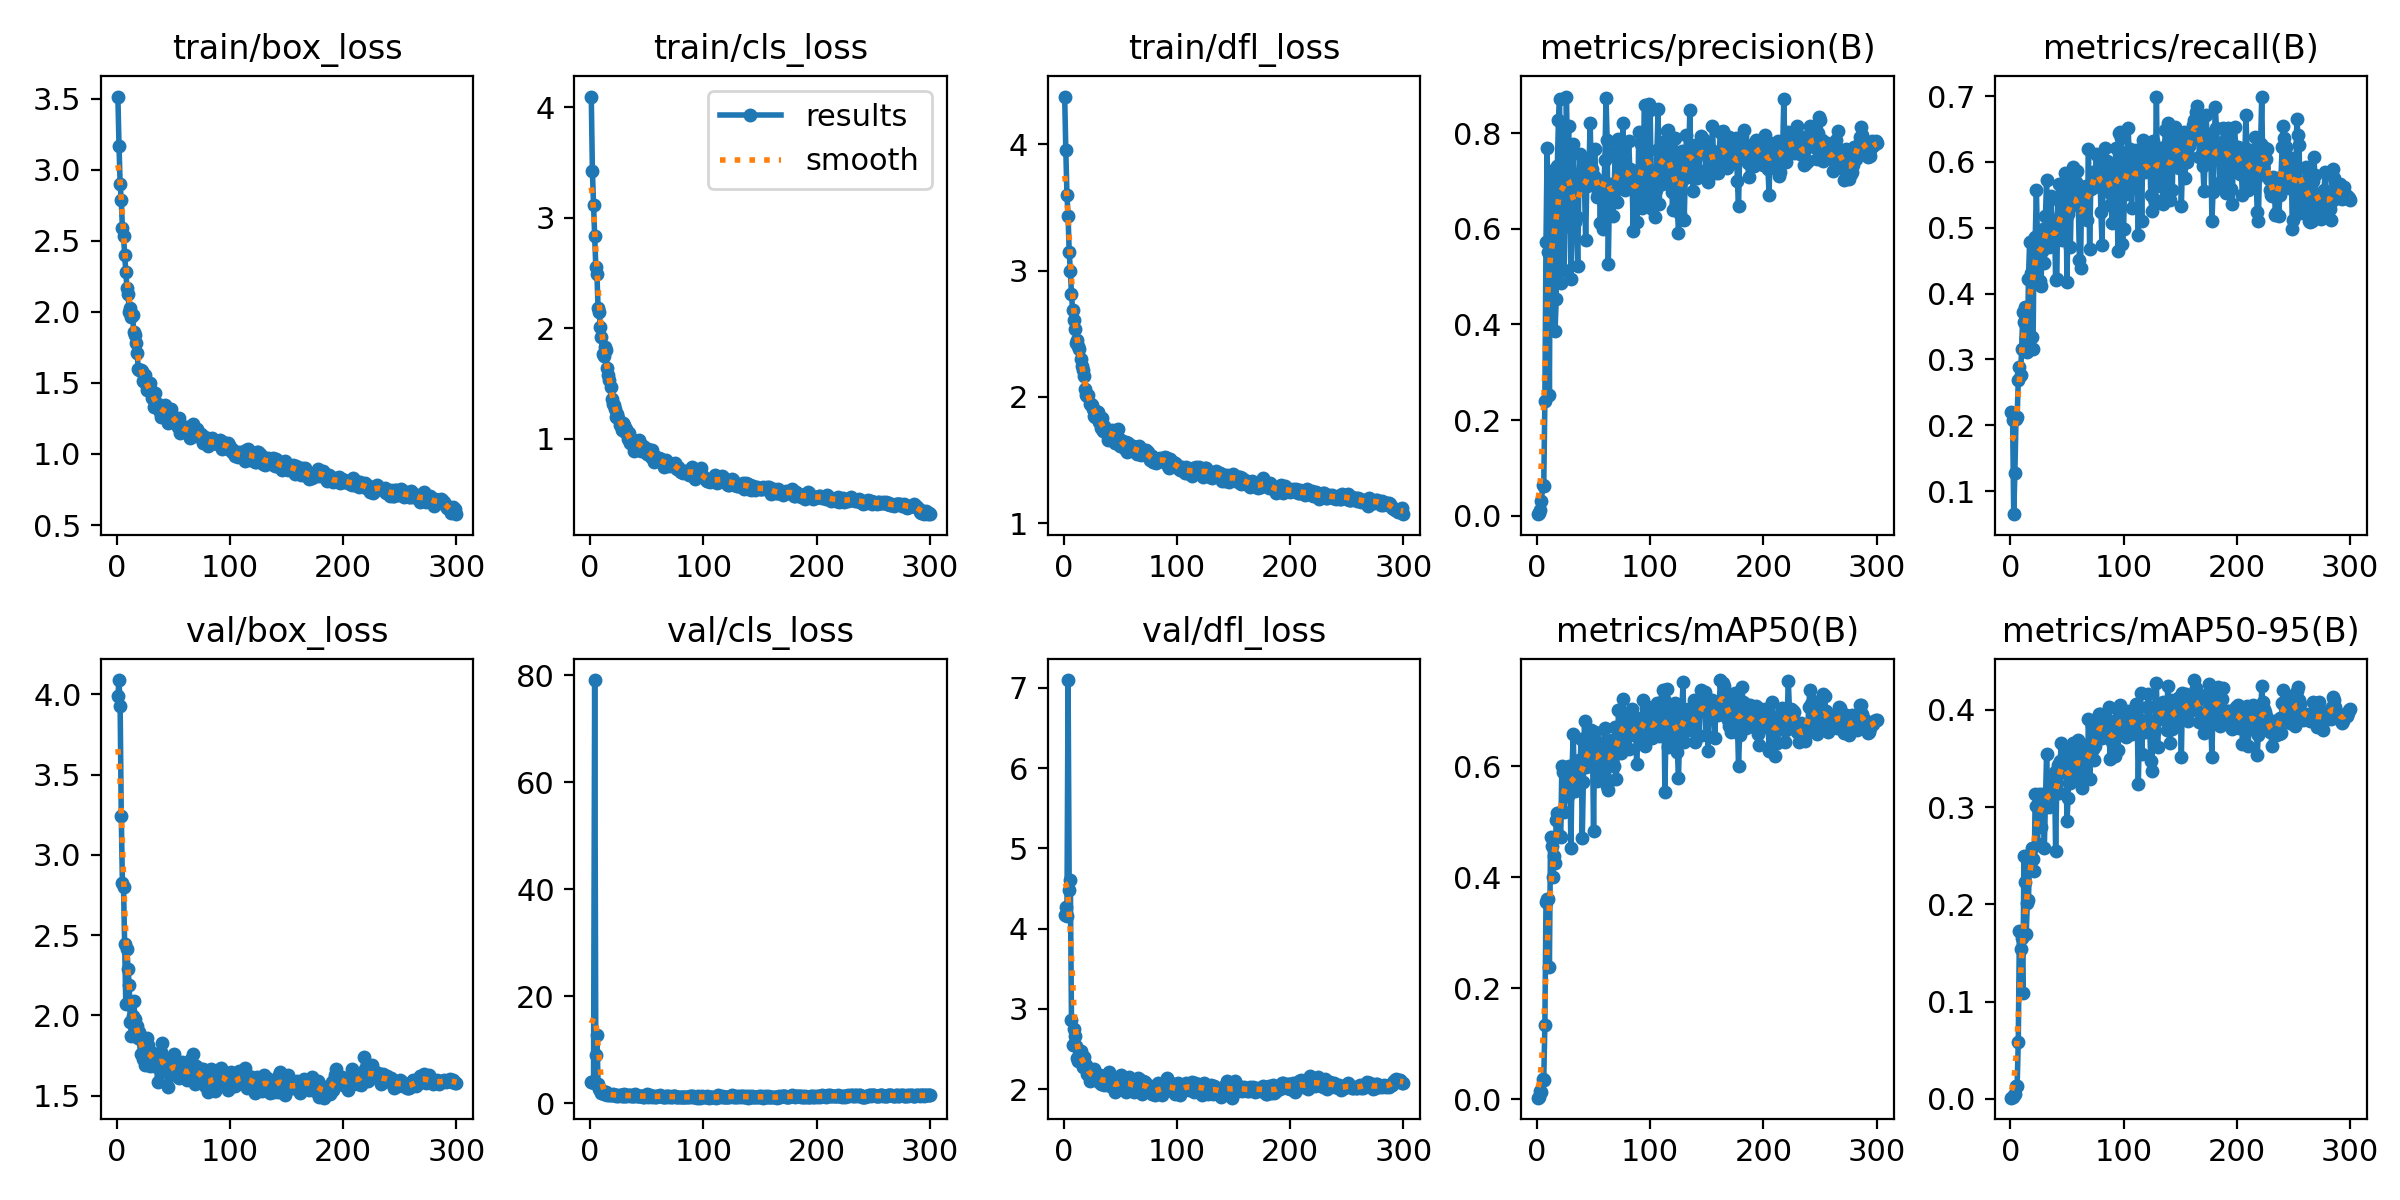 train/box_loss
train/cls_loss
train/dfl_loss
metrics/precision(B)
metrics/recall(B)
3.5
3.0
2.5
2.0
1.5
1.0
0.5
0 100 200 300
4
3
2
1
0 100 200 300
results
smooth
4
3
2
1
0 100 200 300
0.8
0.6
0.4
0.2
0.0
0 100 200 300
0.7
0.6
0.5
0.4
0.3
0.2
0.1
0 100 200 300
val/box_loss
val/cls_loss
val/dfl_loss
metrics/mAP50(B)
metrics/mAP50-95(B)
4.0
3.5
3.0
2.5
2.0
1.5
0 100 200 300
80
60
40
20
0
0 100 200 300
7
6
5
4
3
2
0 100 200 300
0.6
0.4
0.2
0.0
0 100 200 300
0.4
0.3
0.2
0.1
0.0
0 100 200 300